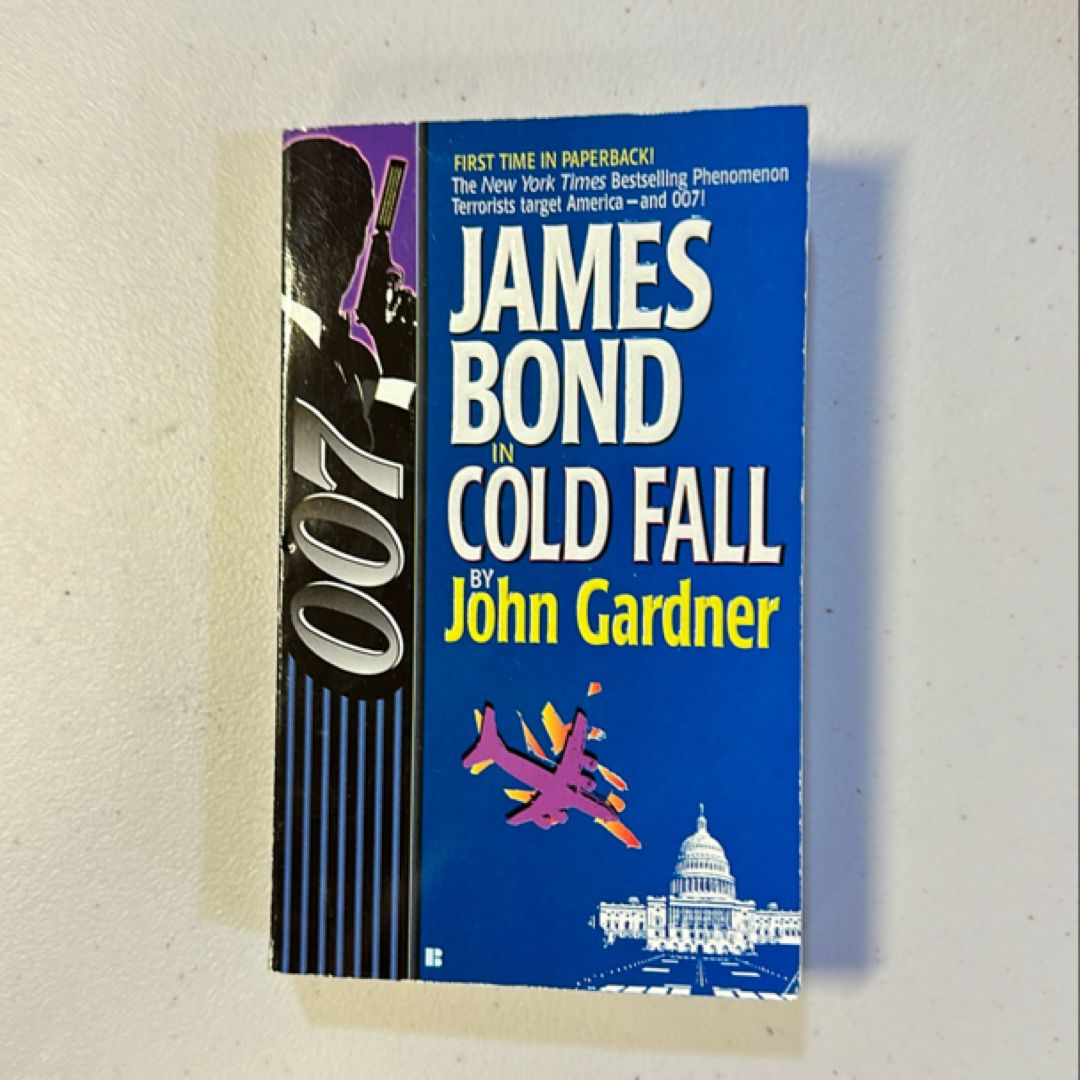 FIRST TIME IN PAPERBACK!
The New York Times Bestselling Phenomenon
Terrorists target America—and 007!
JAMES
BOND
IN
COLD FALL
BY
John Gardner
007
B